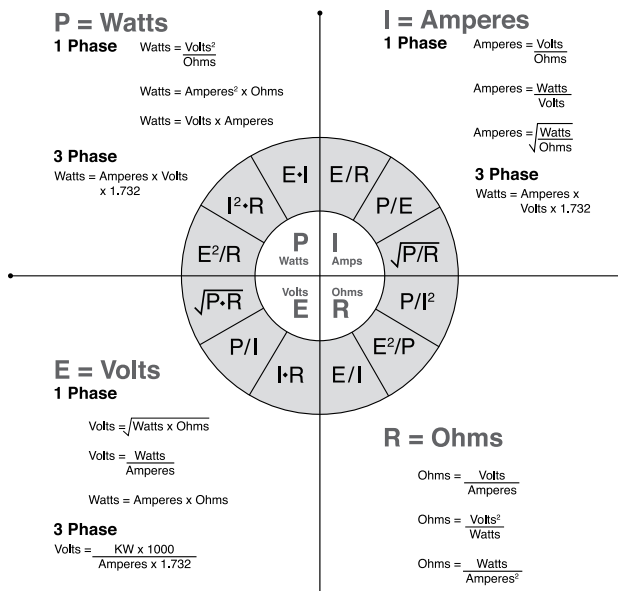 P = Watts
1 Phase
Watts = Volts²
Ohms
Watts = Amperes² x Ohms
Watts = Volts x Amperes
3 Phase
Watts = Amperes x Volts
x 1.732
I = Amperes
1 Phase
Amperes = Volts
Ohms
Amperes = Watts
Volts
Amperes = √Watts
Ohms
3 Phase
Watts = Amperes x
Volts x 1.732
E•I
E/R
I²•R
P/E
E²/R
√P/R
√P•R
P/I²
P/I
E²/P
I•R
E/I
P
Watts
I
Amps
Volts
E
Ohms
R
E = Volts
1 Phase
Volts = √Watts x Ohms
Volts = Watts
Amperes
Watts = Amperes x Ohms
3 Phase
Volts = KW x 1000
Amperes x 1.732
R = Ohms
Ohms = Volts
Amperes
Ohms = Volts²
Watts
Ohms = Watts
Amperes²